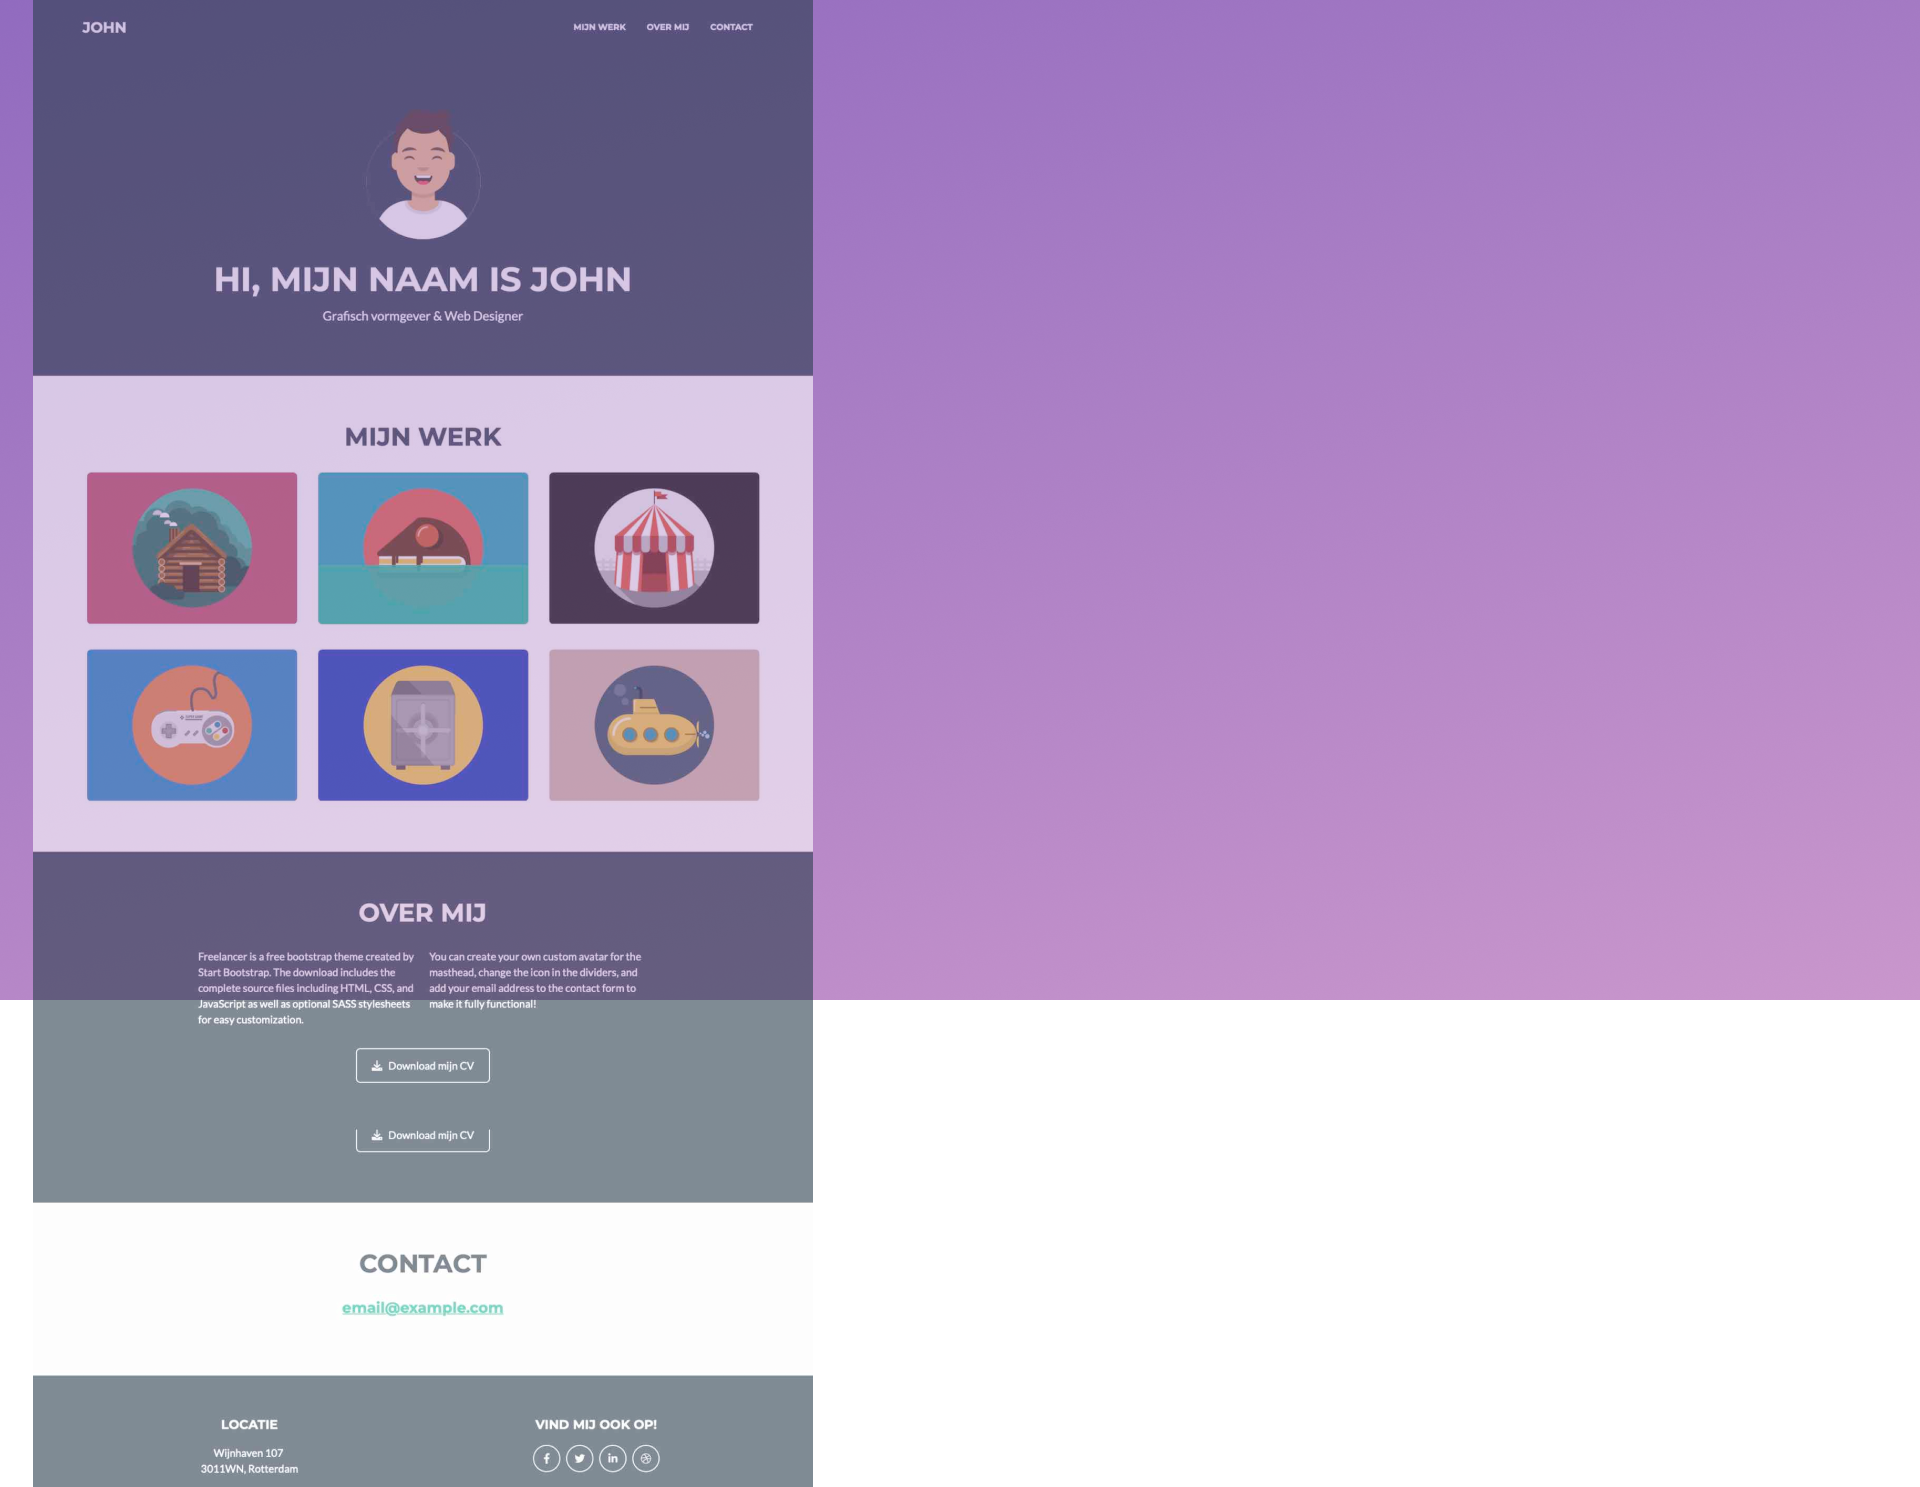 JOHN
MIJN WERK OVER MIJ CONTACT
HI, MIJN NAAM IS JOHN
Grafisch vormgever & Web Designer
MIJN WERK
OVER MIJ
Freelancer is a free bootstrap theme created by
Start Bootstrap. The download includes the
complete source files including HTML, CSS, and
JavaScript as well as optional SASS stylesheets
for easy customization.
You can create your own custom avatar for the
masthead, change the icon in the dividers, and
add your email address to the contact form to
make it fully functional!
Download mijn CV
Download mijn CV
CONTACT
email@example.com
LOCATIE
Wijnhaven 107
3011WN, Rotterdam
VIND MIJ OOK OP!